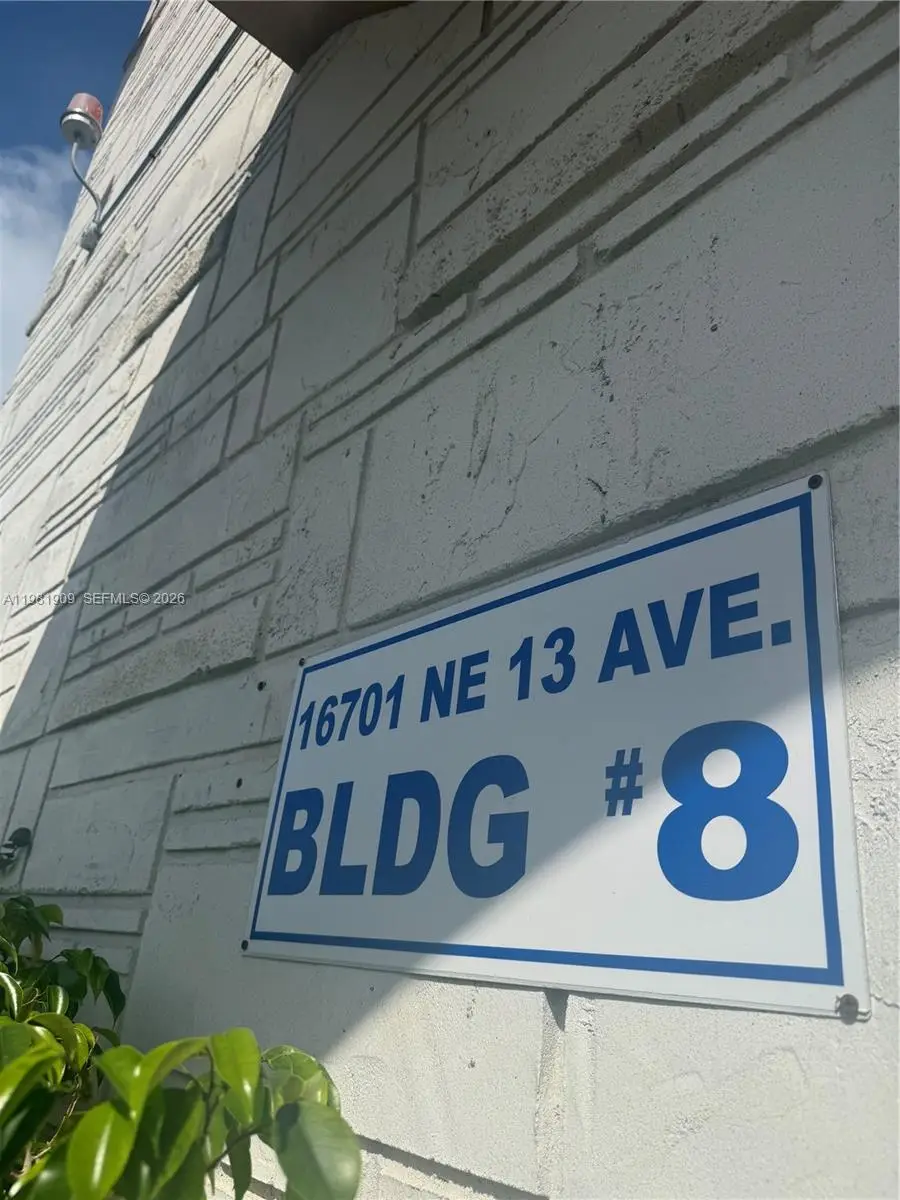 A11981909 SEFMLS© 2026
16701 NE 13 AVE.
BLDG #8